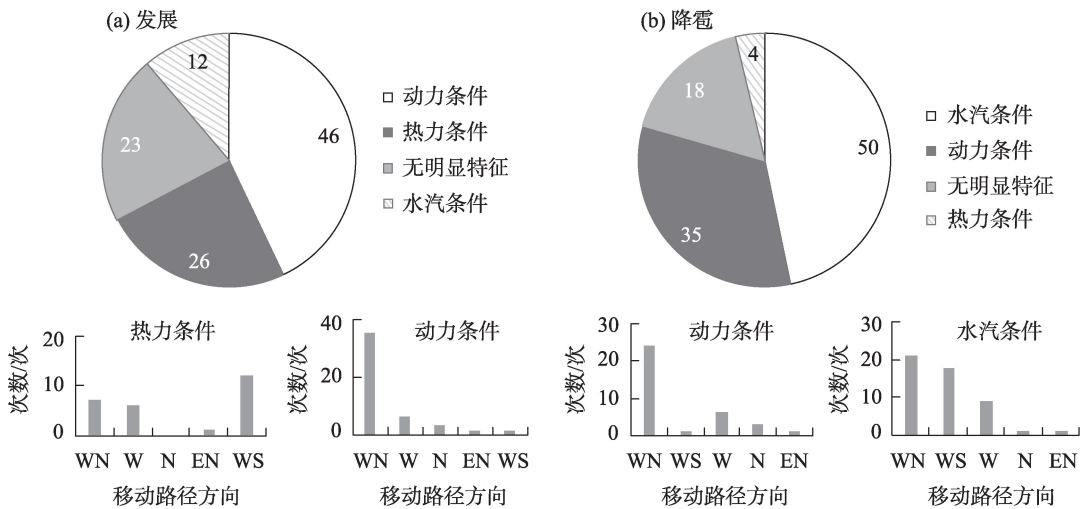 (a) 发展
12
46
23
26
动力条件
热力条件
无明显特征
水汽条件
(b) 降雹
4
18
50
35
水汽条件
动力条件
无明显特征
热力条件
热力条件
次数/次
20
10
0
WN W N EN WS
移动路径方向
动力条件
次数/次
40
20
0
WN W N EN WS
移动路径方向
动力条件
次数/次
30
20
10
0
WN WS W N EN
移动路径方向
水汽条件
次数/次
30
20
10
0
WN WS W N EN
移动路径方向